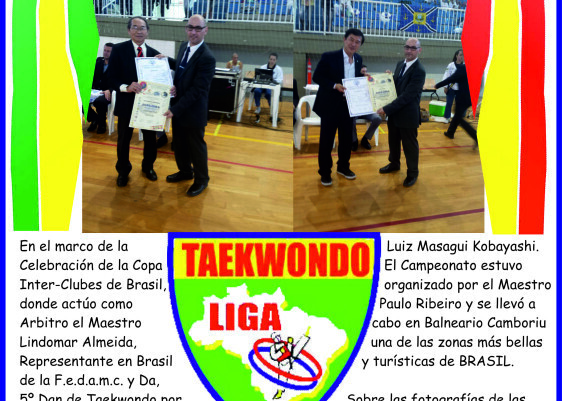 En el marco de la
Celebración de la Copa
Inter-Clubes de Brasil,
donde actúo como
Arbitro el Maestro
Lindomar Almeida,
Representante en Brasil
de la F.e.d.a.m.c. y Da,
5º Dan de Taekwondo por
TAEKWONDO
LIGA
Luiz Masagui Kobayashi.
El Campeonato estuvo
organizado por el Maestro
Paulo Ribeiro y se llevó a
cabo en Balneario Camboriu
una de las zonas más bellas
y turísticas de BRASIL.
Sobre las fotografías de las